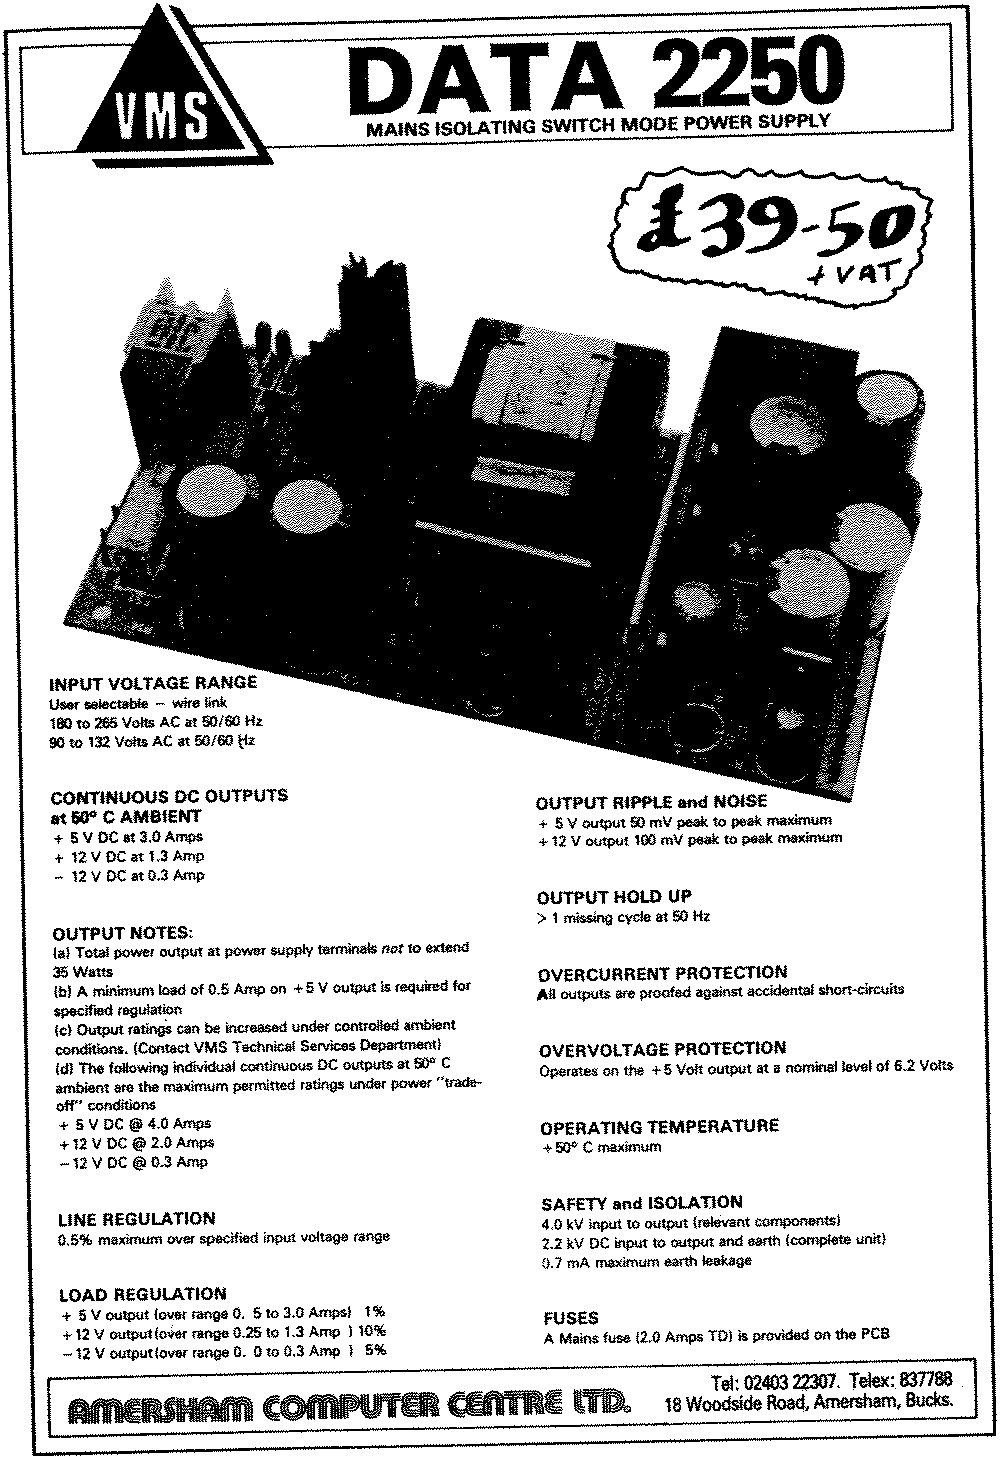 VMS
DATA 2250
MAINS ISOLATING SWITCH MODE POWER SUPPLY
£39-50
+ VAT
INPUT VOLTAGE RANGE
User selectable – wire link
180 to 265 Volts AC at 50/60 Hz
90 to 132 Volts AC at 50/60 Hz
CONTINUOUS DC OUTPUTS
at 50° C AMBIENT
+ 5 V DC at 3.0 Amps
+ 12 V DC at 1.3 Amp
– 12 V DC at 0.3 Amp
OUTPUT NOTES:
(a) Total power output at power supply terminals not to extend
35 Watts
(b) A minimum load of 0.5 Amp on +5 V output is required for
specified regulation
(c) Output ratings can be increased under controlled ambient
conditions. (Contact VMS Technical Services Department)
(d) The following individual continuous DC outputs at 50° C
ambient are the maximum permitted ratings under power "trade-
off" conditions
+ 5 V DC @ 4.0 Amps
+12 V DC @ 2.0 Amps
–12 V DC @ 0.3 Amp
LINE REGULATION
0.5% maximum over specified input voltage range
LOAD REGULATION
+ 5 V output (over range 0. 5 to 3.0 Amps) 1%
+12 V output (over range 0.25 to 1.3 Amp ) 10%
–12 V output (over range 0. 0 to 0.3 Amp ) 5%
OUTPUT RIPPLE and NOISE
+ 5 V output 50 mV peak to peak maximum
+12 V output 100 mV peak to peak maximum
OUTPUT HOLD UP
> 1 missing cycle at 50 Hz
OVERCURRENT PROTECTION
All outputs are proofed against accidental short-circuits
OVERVOLTAGE PROTECTION
Operates on the +5 Volt output at a nominal level of 6.2 Volts
OPERATING TEMPERATURE
+50° C maximum
SAFETY and ISOLATION
4.0 kV input to output (relevant components)
2.2 kV DC input to output and earth (complete unit)
0.7 mA maximum earth leakage
FUSES
A Mains fuse (2.0 Amps TD) is provided on the PCB
AMERSHAM COMPUTER CENTRE LTD.
Tel: 02403 22307. Telex: 837788
18 Woodside Road, Amersham, Bucks.